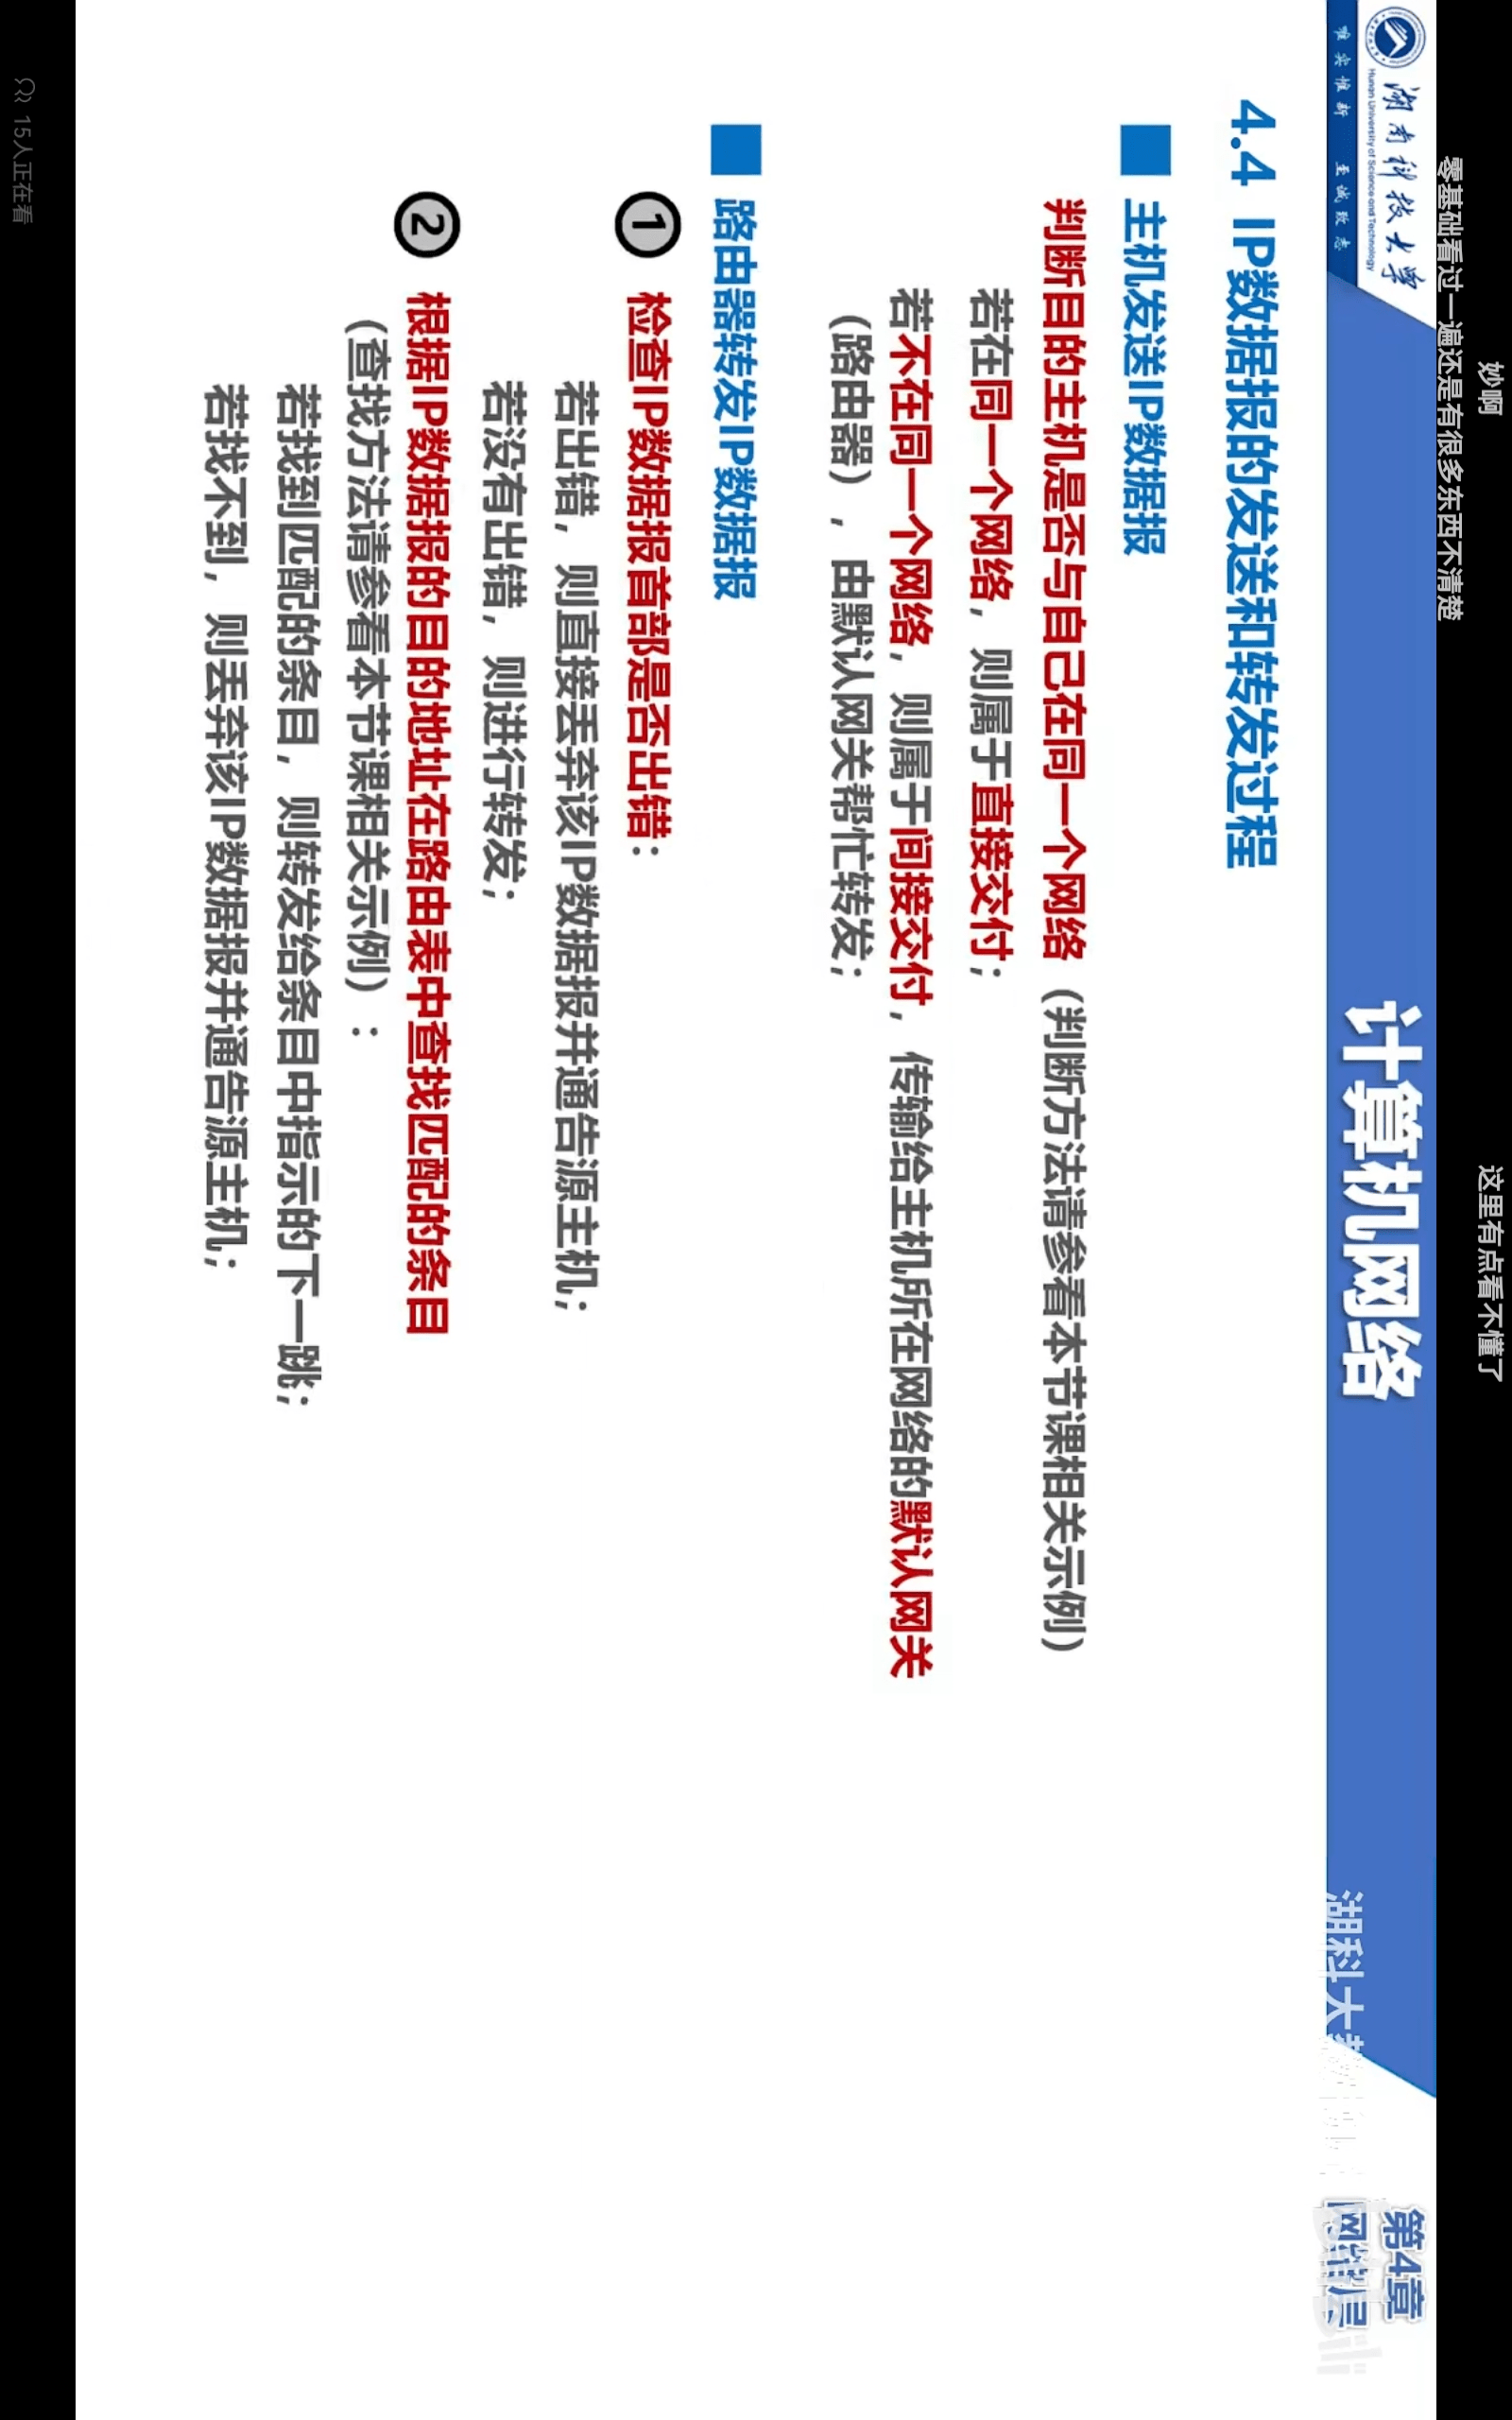 零基础看过一遍还是有很多东西不清楚
妙啊
这里有点看不懂了
湖南科技大学
Hunan University of Science and Technology
唯实惟新 至诚致志
计算机网络
湖科大教
第4章
网络层
bilibili
4.4 IP数据报的发送和转发过程
主机发送IP数据报
判断目的主机是否与自己在同一个网络（判断方法请参看本节课相关示例）
若在同一个网络，则属于直接交付；
若不在同一个网络，则属于间接交付，传输给主机所在网络的默认网关
（路由器），由默认网关帮忙转发；
路由器转发IP数据报
① 检查IP数据报首部是否出错：
若出错，则直接丢弃该IP数据报并通告源主机；
若没有出错，则进行转发；
② 根据IP数据报的目的地址在路由表中查找匹配的条目
（查找方法请参看本节课相关示例）：
若找到匹配的条目，则转发给条目中指示的下一跳；
若找不到，则丢弃该IP数据报并通告源主机；
15人正在看